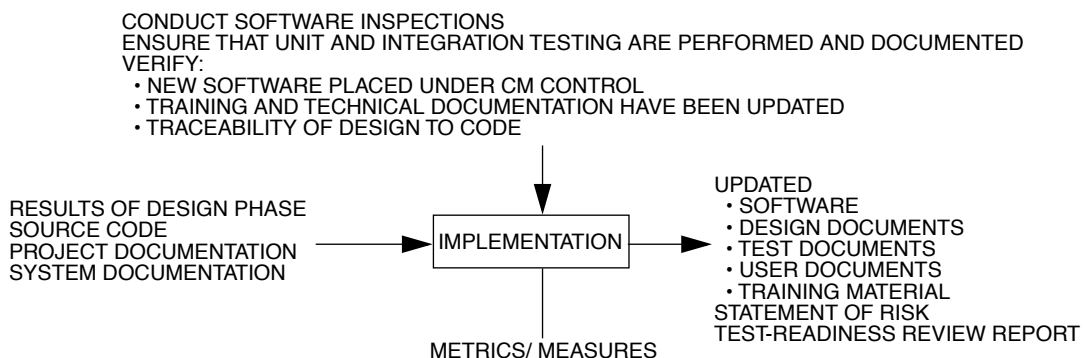 CONDUCT SOFTWARE INSPECTIONS
ENSURE THAT UNIT AND INTEGRATION TESTING ARE PERFORMED AND DOCUMENTED
VERIFY:
• NEW SOFTWARE PLACED UNDER CM CONTROL
• TRAINING AND TECHNICAL DOCUMENTATION HAVE BEEN UPDATED
• TRACEABILITY OF DESIGN TO CODE
RESULTS OF DESIGN PHASE
SOURCE CODE
PROJECT DOCUMENTATION
SYSTEM DOCUMENTATION
IMPLEMENTATION
UPDATED
• SOFTWARE
• DESIGN DOCUMENTS
• TEST DOCUMENTS
• USER DOCUMENTS
• TRAINING MATERIAL
STATEMENT OF RISK
TEST-READINESS REVIEW REPORT
METRICS/ MEASURES